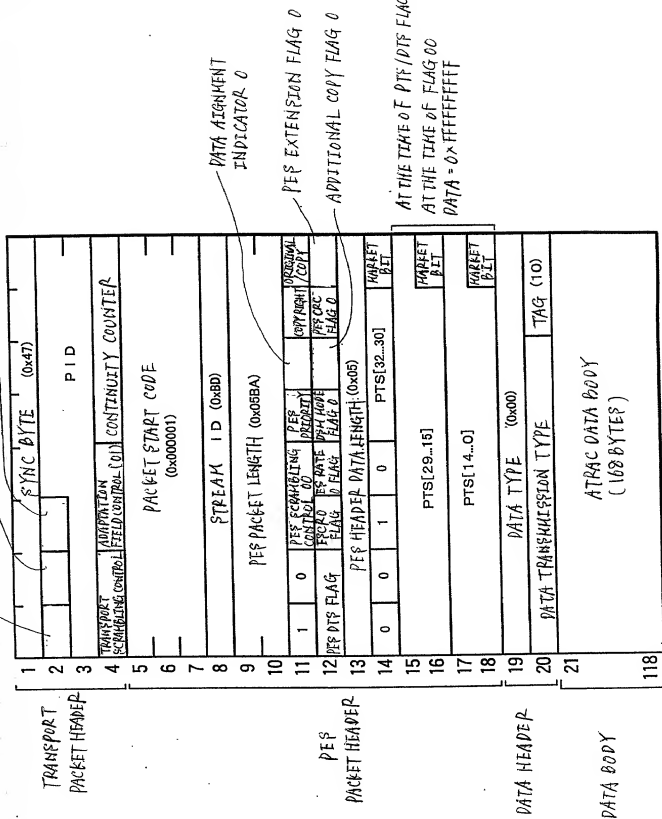 TRANSPORT
PACKET HEADER
PES
PACKET HEADER
DATA HEADER
DATA BODY
1
2
3
4
5
6
7
8
9
10
11
12
13
14
15
16
17
18
19
20
21
118
SYNC BYTE (0x47)
PID
TRANSPORT
SCRAMBLING CONTROL
ADAPTATION
FIELD CONTROL (01)
CONTINUITY COUNTER
PACKET START CODE
(0x000001)
STREAK ID (0xBD)
PES PACKET LENGTH (0x05BA)
1
0
PES SCRAMBLING
CONTROL 00
PES
PRIORITY
COPYRIGHT
ORIGINAL
/COPY
PES DTS FLAG
ESCRO
FLAG
ES RATE
0 FLAG
DSM MODE
FLAG 0
PES CRC
FLAG 0
PES HEADER DATA LENGTH (0x05)
0
0
1
0
PTS[32...30]
MARKET
BIT
PTS[29...15]
MARKET
BIT
PTS[14...0]
MARKET
BIT
DATA TYPE (0x00)
DATA TRANSMISSION TYPE
TAG (10)
ATRAC DATA BODY
(168 BYTES)
DATA AIGNMENT
INDICATOR 0
PES EXTENSION FLAG 0
ADDITIONAL COPY FLAG 0
AT THE TIME OF PTS/DTS FLAG
AT THE TIME OF FLAG 00
DATA = 0xFFFFFFFFFF